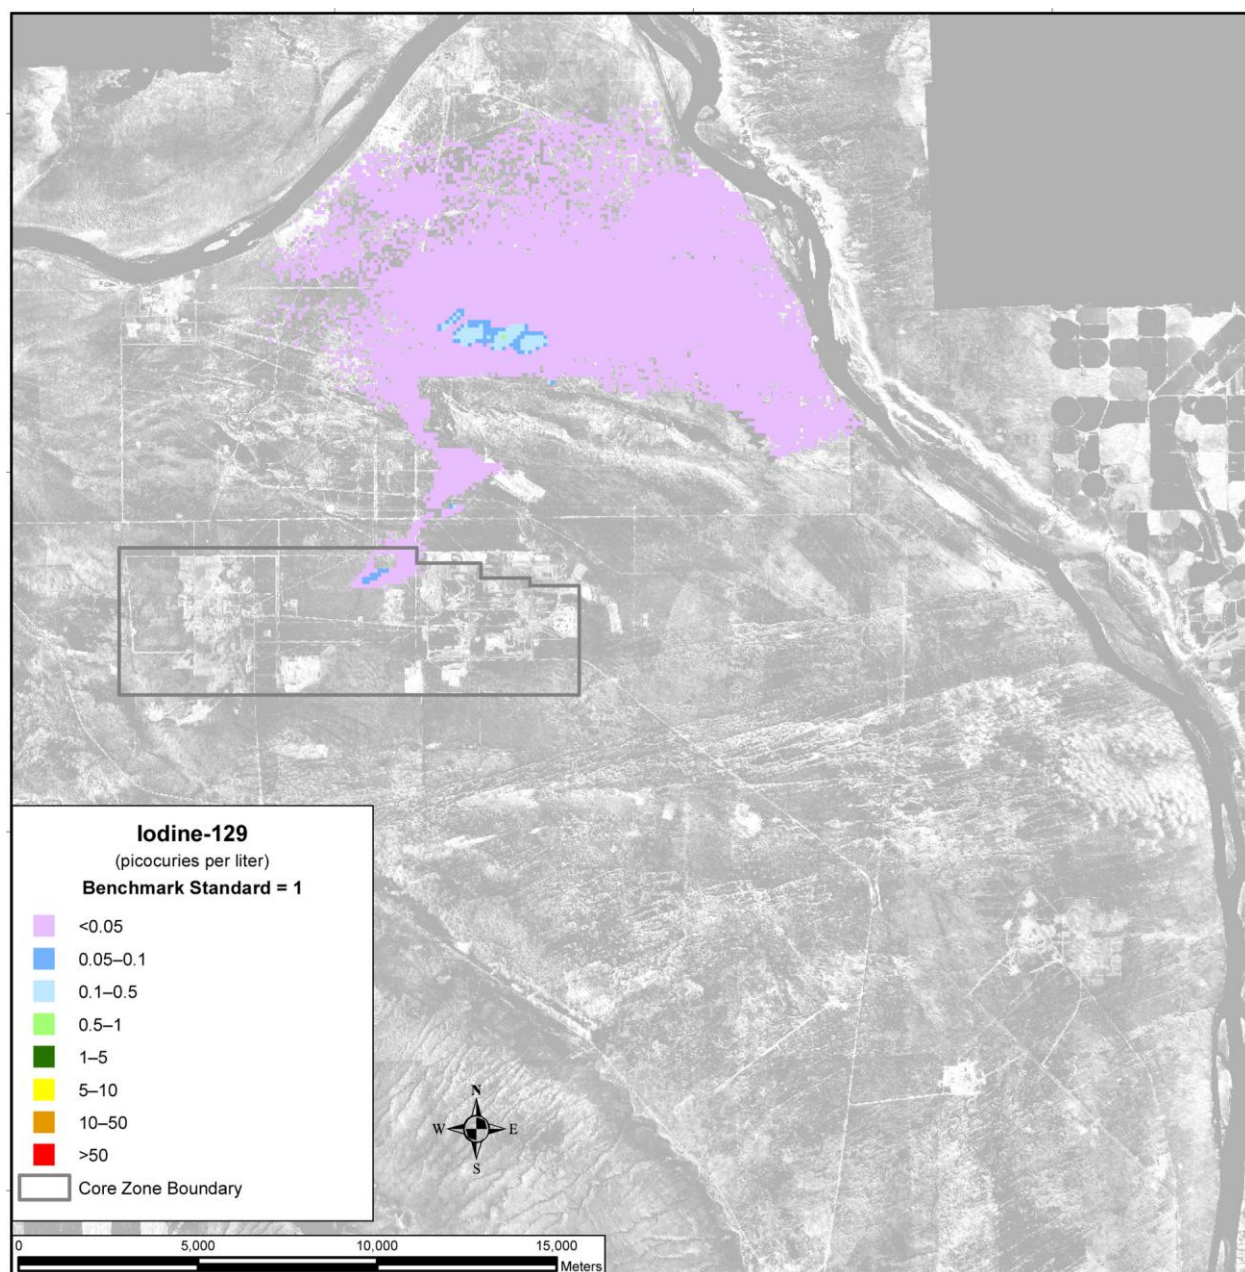 Iodine-129
(picocuries per liter)
Benchmark Standard = 1
<0.05
0.05–0.1
0.1–0.5
0.5–1
1–5
5–10
10–50
>50
Core Zone Boundary
N
W E
S
0 5,000 10,000 15,000
Meters